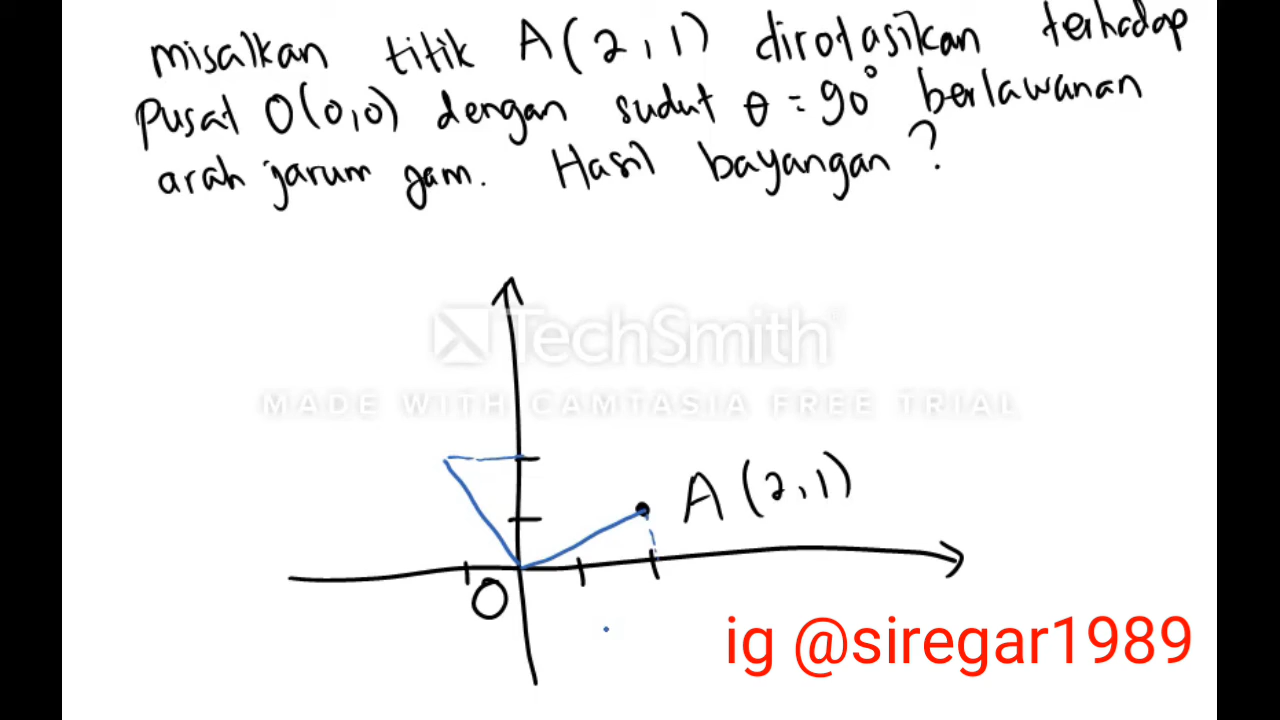 misalkan titik A(2,1) dirotasikan terhadap
pusat O(0,0) dengan sudut θ = 90° berlawanan
arah jarum jam. Hasil bayangan?
TechSmith
MADE WITH CAMTASIA FREE TRIAL
A (2,1)
O
ig @siregar1989